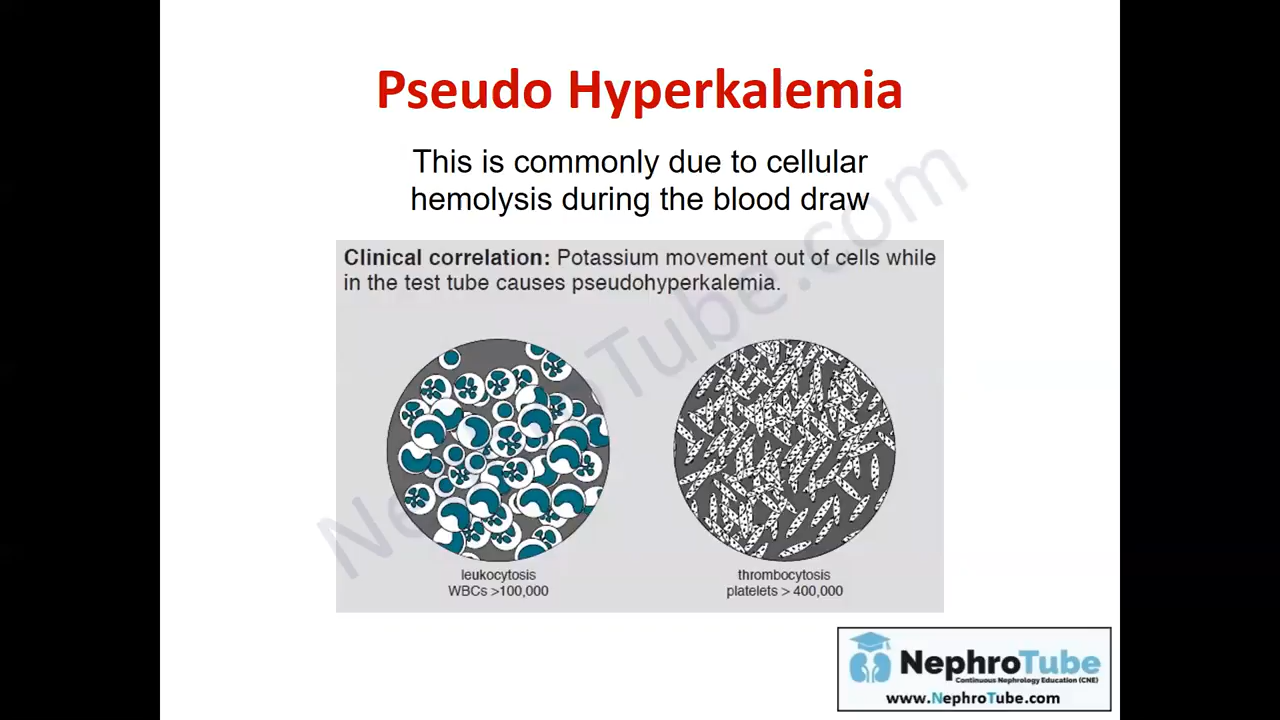 Pseudo Hyperkalemia
This is commonly due to cellular
hemolysis during the blood draw
Clinical correlation: Potassium movement out of cells while
in the test tube causes pseudohyperkalemia.
leukocytosis
WBCs >100,000
thrombocytosis
platelets > 400,000
NephroTube.com
NephroTube
Continuous Nephrology Education (CNE)
www.NephroTube.com